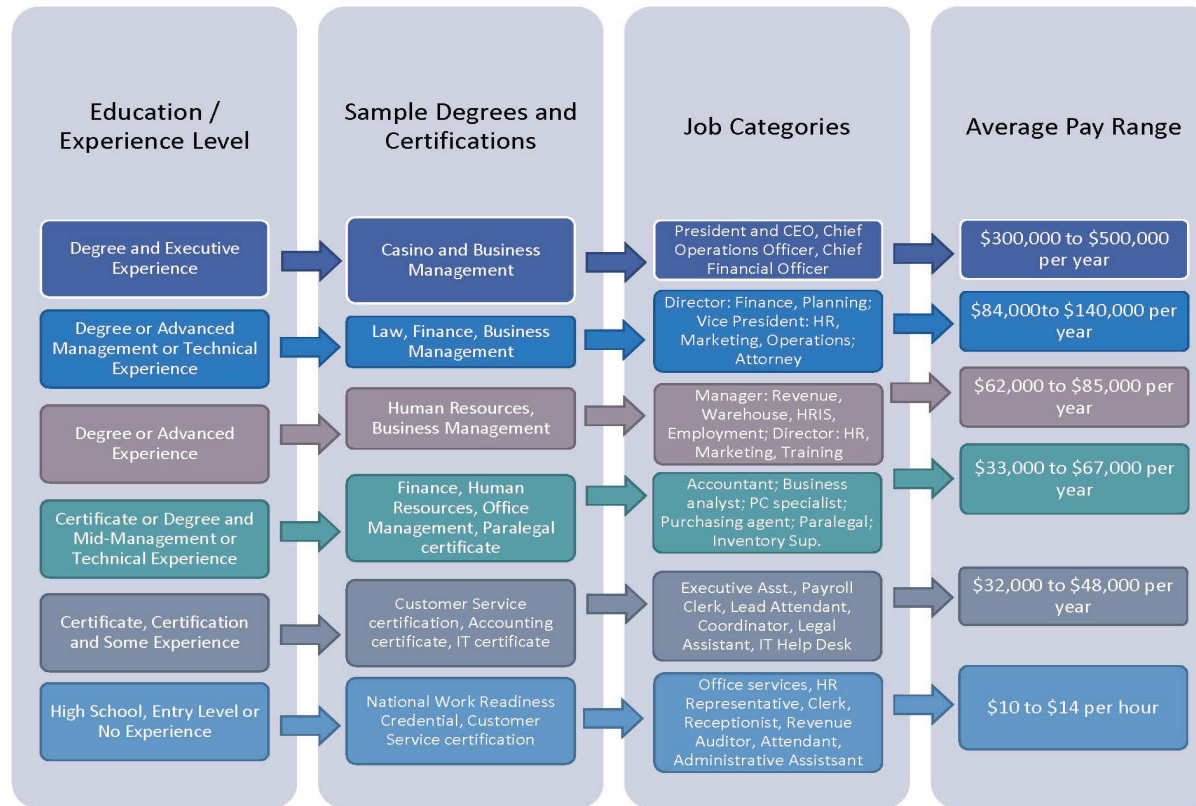 Education /
Experience Level
Sample Degrees and
Certifications
Job Categories
Average Pay Range
Degree and Executive
Experience
Casino and Business
Management
President and CEO, Chief
Operations Officer, Chief
Financial Officer
$300,000 to $500,000
per year
Degree or Advanced
Management or Technical
Experience
Law, Finance, Business
Management
Director: Finance, Planning;
Vice President: HR,
Marketing, Operations;
Attorney
$84,000to $140,000 per
year
Degree or Advanced
Experience
Human Resources,
Business Management
Manager: Revenue,
Warehouse, HRIS,
Employment; Director: HR,
Marketing, Training
$62,000 to $85,000 per
year
Certificate or Degree and
Mid-Management or
Technical Experience
Finance, Human
Resources, Office
Management, Paralegal
certificate
Accountant; Business
analyst; PC specialist;
Purchasing agent; Paralegal;
Inventory Sup.
$33,000 to $67,000 per
year
Certificate, Certification
and Some Experience
Customer Service
certification, Accounting
certificate, IT certificate
Executive Asst., Payroll
Clerk, Lead Attendant,
Coordinator, Legal
Assistant, IT Help Desk
$32,000 to $48,000 per
year
High School, Entry Level or
No Experience
National Work Readiness
Credential, Customer
Service certification
Office services, HR
Representative, Clerk,
Receptionist, Revenue
Auditor, Attendant,
Administrative Assistsant
$10 to $14 per hour